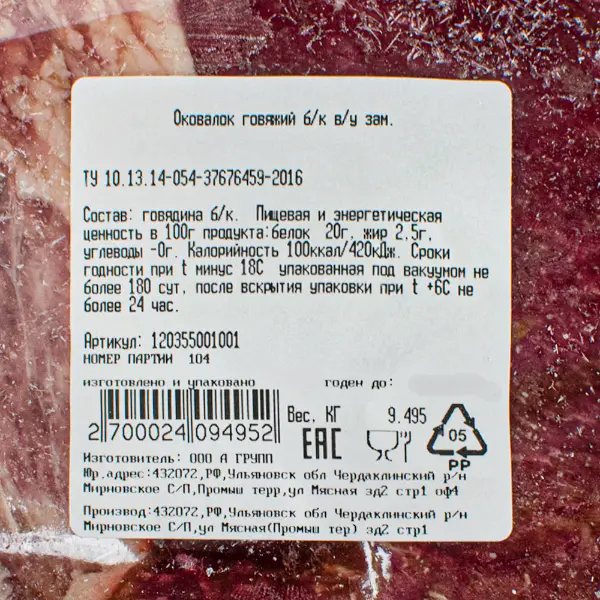 Оковалок говяжий б/к в/у зам.
ТУ 10.13.14-054-37676459-2016
Состав: говядина б/к. Пищевая и энергетическая
ценность в 100г продукта:белок 20г, жир 2,5г,
углеводы -0г. Калорийность 100ккал/420кДж. Сроки
годности при t минус 18С упакованная под вакуумом не
более 180 сут, после вскрытия упаковки при t +6С не
более 24 час.
Артикул: 120355001001
НОМЕР ПАРТИИ 104
изготовлено и упаковано годен до:
Вес. КГ 9.495
2 700024 094952
EAC
05
PP
Изготовитель: ООО А ГРУПП
Юр.адрес:432072,РФ,Ульяновск обл Чердаклинский р/н
Мирновское С/П,Промыш терр,ул Мясная зд2 стр1 оф4
Производ:432072,РФ,Ульяновск обл Чердаклинский р/н
Мирновское С/П,ул Мясная(Промыш тер) зд2 стр1